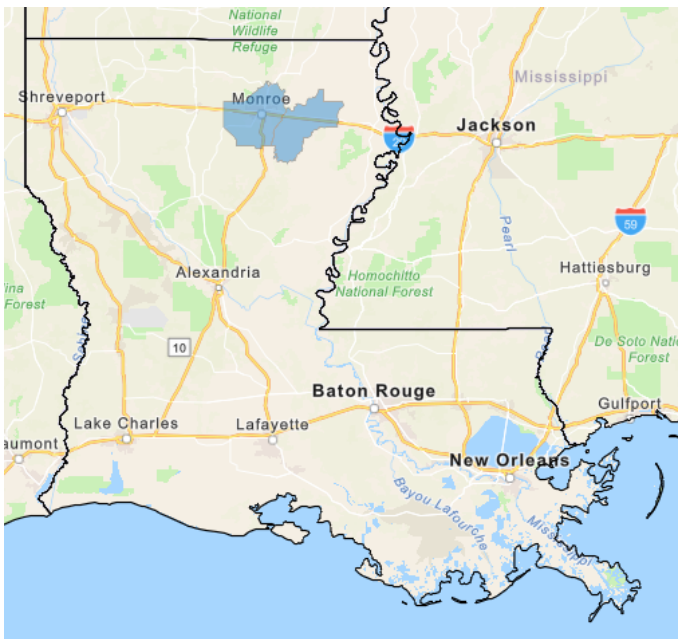 National
Wildlife
Refuge
Shreveport
Monroe
Mississippi
Jackson
Pearl
59
Alexandria
Homochitto
National Forest
Hattiesburg
Forest
10
De Soto Natio
Forest
Baton Rouge
Gulfport
Lake Charles
Lafayette
aumont
New Orleans
Bayou Lafourche
Mississippi